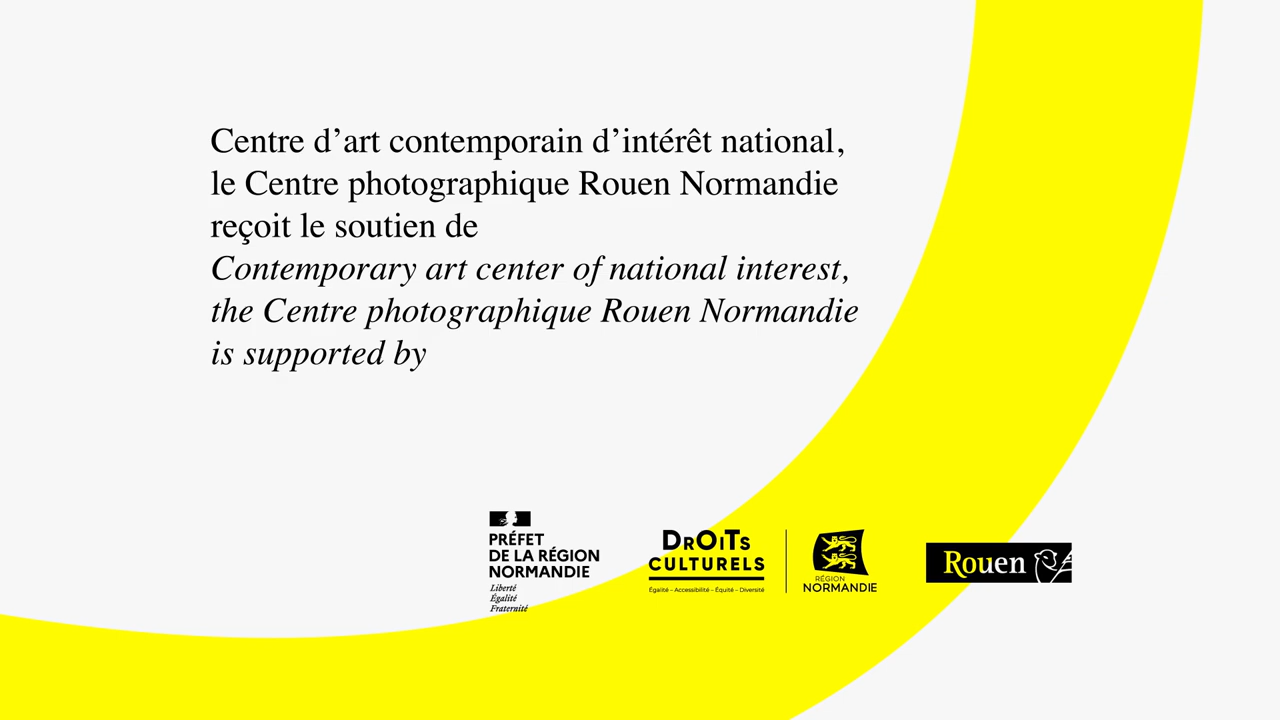 Centre d’art contemporain d’intérêt national,
le Centre photographique Rouen Normandie
reçoit le soutien de
Contemporary art center of national interest,
the Centre photographique Rouen Normandie
is supported by
PRÉFET
DE LA RÉGION
NORMANDIE
Liberté
Égalité
Fraternité
DROITS
CULTURELS
Égalité – Accessibilité – Équité – Diversité
RÉGION
NORMANDIE
Rouen